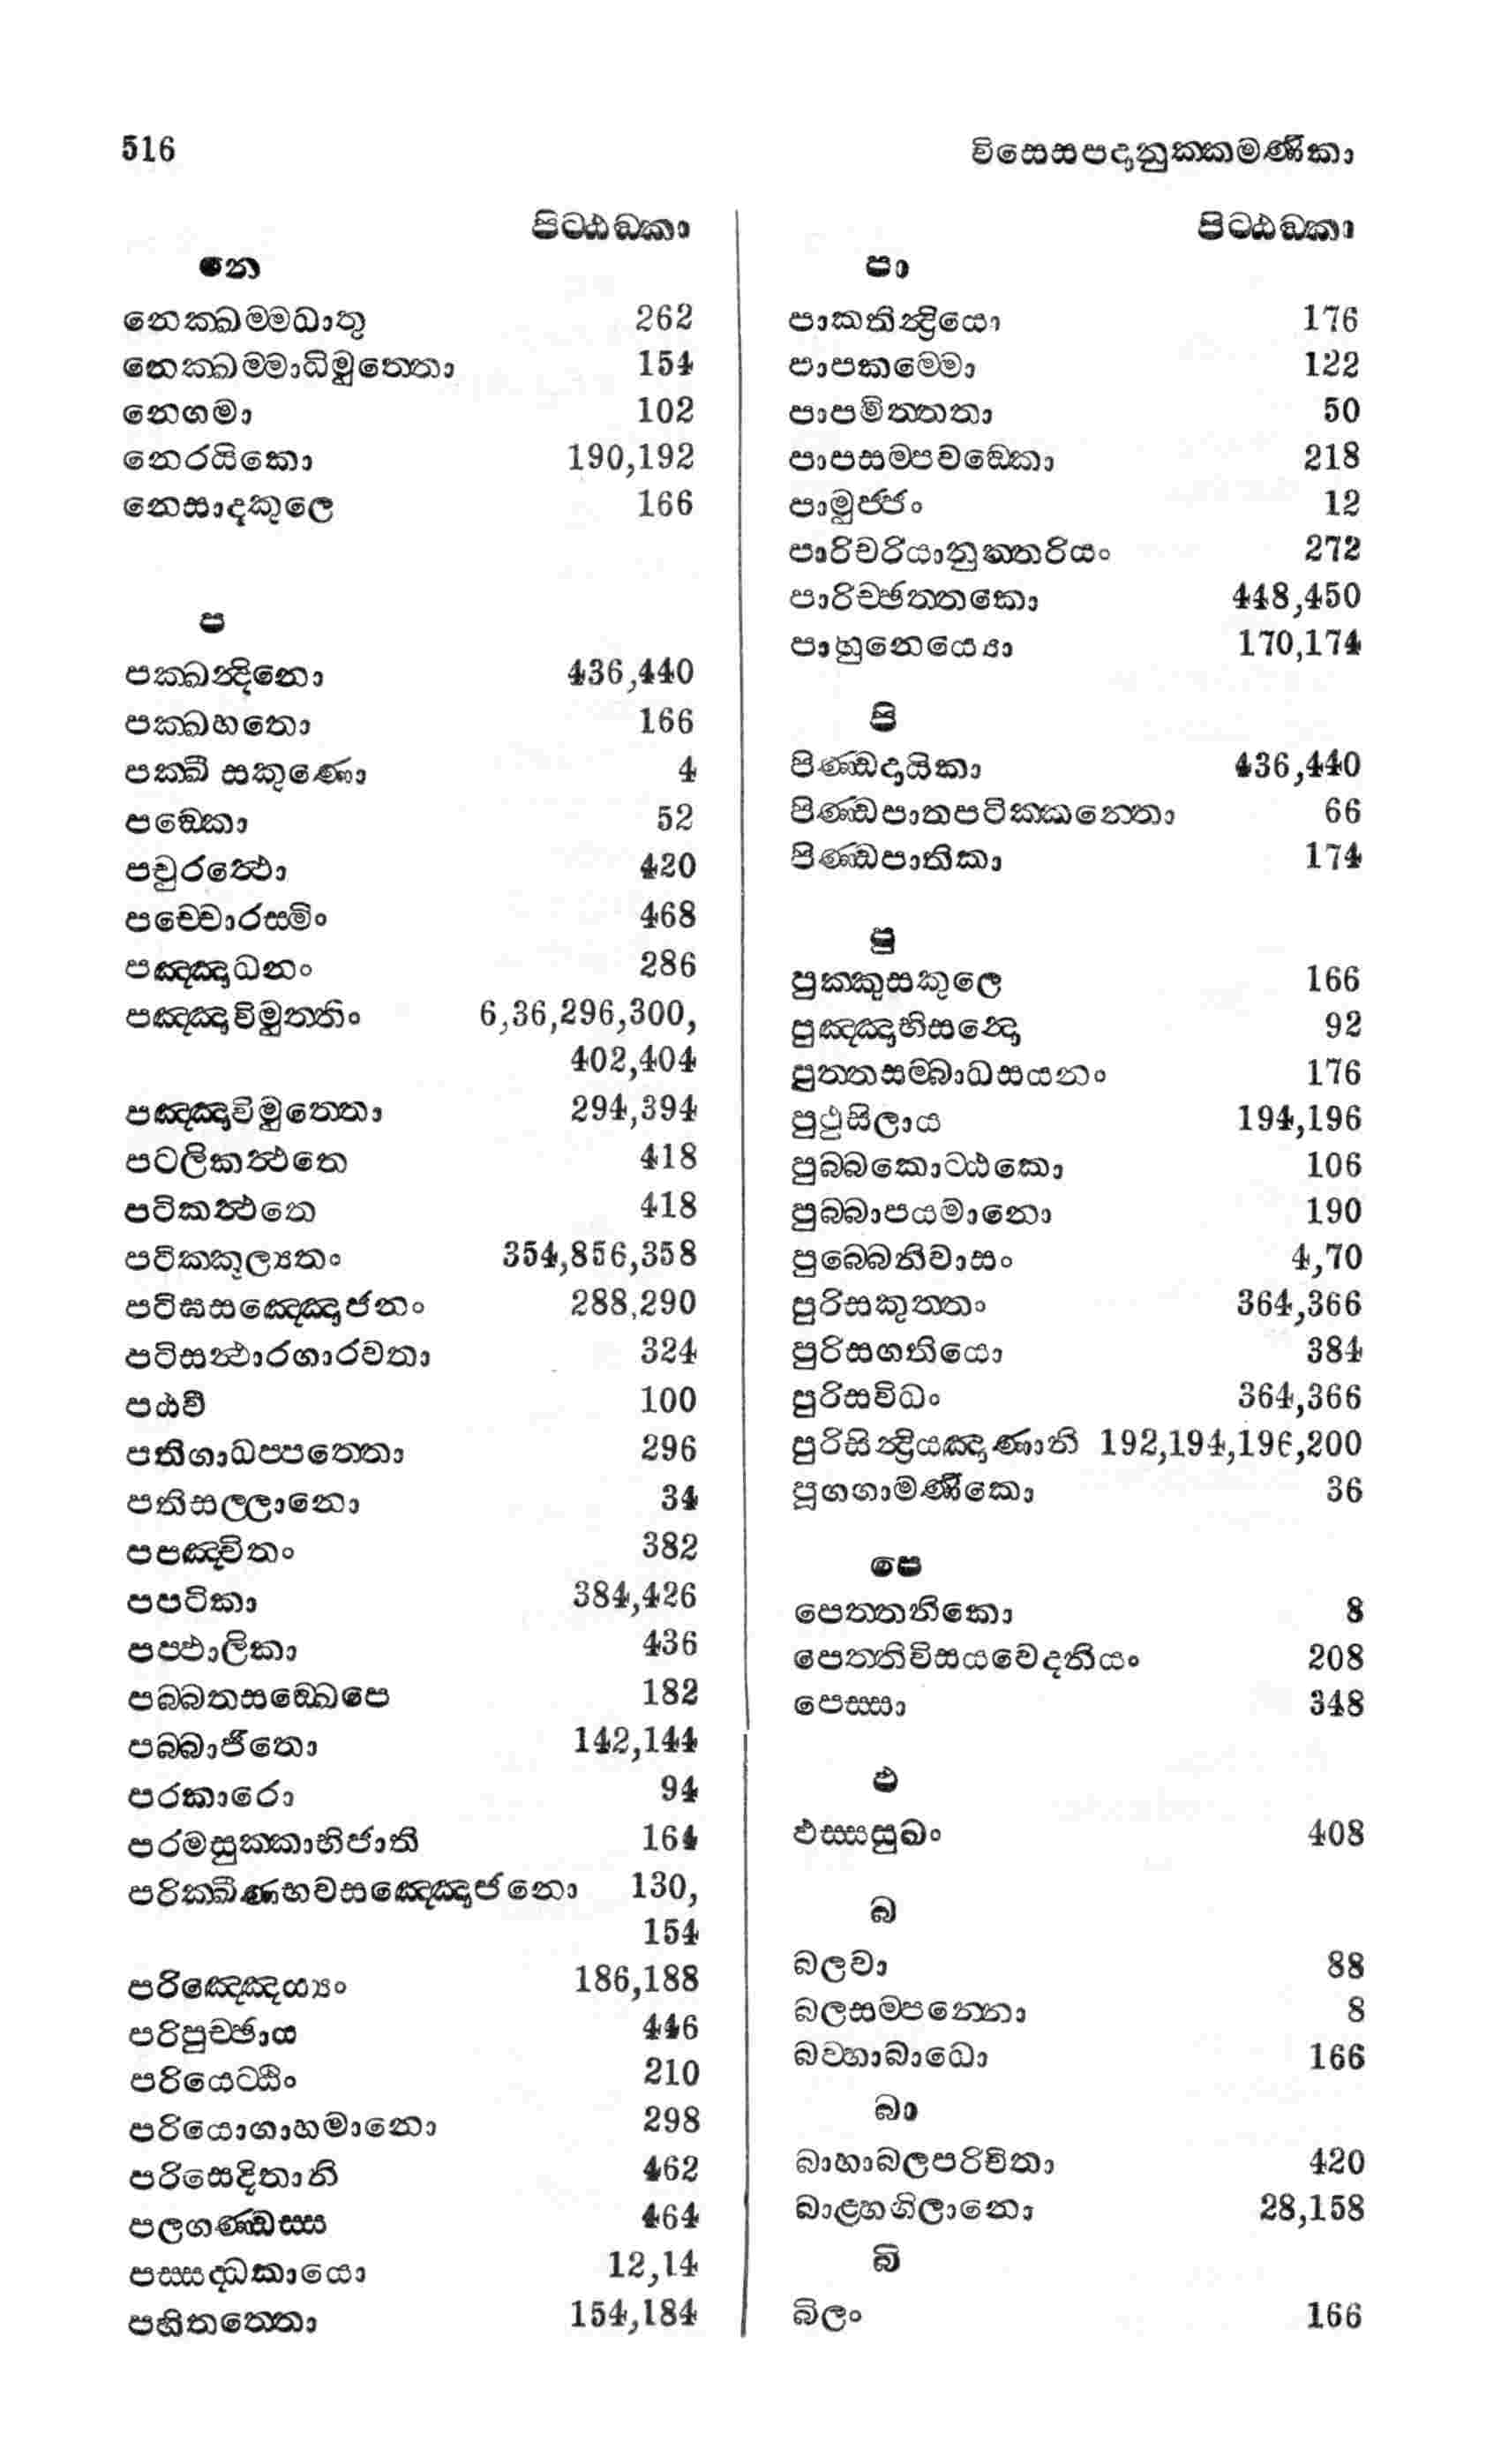 516
විසෙසපදානුක්කමණිකා
පිට්ඨඞ්කා
නෙ
නෙක්ඛම්මධාතු 262
නෙක්ඛම්මාධිමුත්තො 154
නෙගමා 102
නෙරයිකො 190,192
නෙසාදකුලෙ 166
ප
පක්ඛන්දිනො 436,440
පක්ඛහතො 166
පක්ඛී සකුණො 4
පඞ්කො 52
පචුරත්ථො 420
පච්චොරස්මිං 468
පඤ්ඤාධනං 286
පඤ්ඤාවිමුත්තිං 6,36,296,300,
402,404
පඤ්ඤාවිමුත්තො 294,394
පටලිකත්ථතෙ 418
පටිකත්ථතෙ 418
පටික්කූල්‍යතං 354,856,358
පටිඝසඤ්ඤොජනං 288,290
පටිසන්ථාරගාරවතා 324
පඨවී 100
පතිගාධප්පත්තො 296
පතිසල්ලානො 34
පපඤ්චිතං 382
පපටිකා 384,426
පප්ඵාලිකා 436
පබ්බතසඞ්ඛෙපෙ 182
පබ්බාජිතො 142,144
පරකාරො 94
පරමසුක්කාභිජාති 164
පරික්ඛීණභවසඤ්ඤොජනො 130,
154
පරිඤ්ඤෙය්‍යං 186,188
පරිපුච්ඡාය 446
පරියෙට්ඨිං 210
පරියොගාහමානො 298
පරිසෙදිතානි 462
පලගණ්ඩස්ස 464
පස්සද්ධකායො 12,14
පහිතත්තො 154,184
පිට්ඨඞ්කා
පා
පාකතින්ද්‍රියො 176
පාපකම්මො 122
පාපමිත්තතා 50
පාපසම්පවඞ්කො 218
පාමුජ්ජං 12
පාරිචරියානුත්තරියං 272
පාරිච්ඡත්තකො 448,450
පාහුනෙය්‍යො 170,174
පි
පිණ්ඩදායිකා 436,440
පිණ්ඩපාතපටික්කන්තො 66
පිණ්ඩපාතිකා 174
පු
පුක්කුසකුලෙ 166
පුඤ්ඤාභිසන්දො 92
පුත්තසම්බාධසයනං 176
පුථුසිලාය 194,196
පුබ්බකොට්ඨකො 106
පුබ්බාපයමානො 190
පුබ්බෙනිවාසං 4,70
පුරිසකුත්තං 364,366
පුරිසගතියො 384
පුරිසවිධං 364,366
පුරිසින්ද්‍රියඤාණානි 192,194,196,200
පූගගාමණිකො 36
පෙ
පෙත්තනිකො 8
පෙත්තිවිසයවෙදනීයං 208
පෙස්සා 348
ඵ
ඵස්සසුඛං 408
බ
බලවා 88
බලසම්පන්නො 8
බව්හාබාධො 166
බා
බාහාබලපරිචිතා 420
බාළ්හගිලානො 28,158
බි
බිලං 166